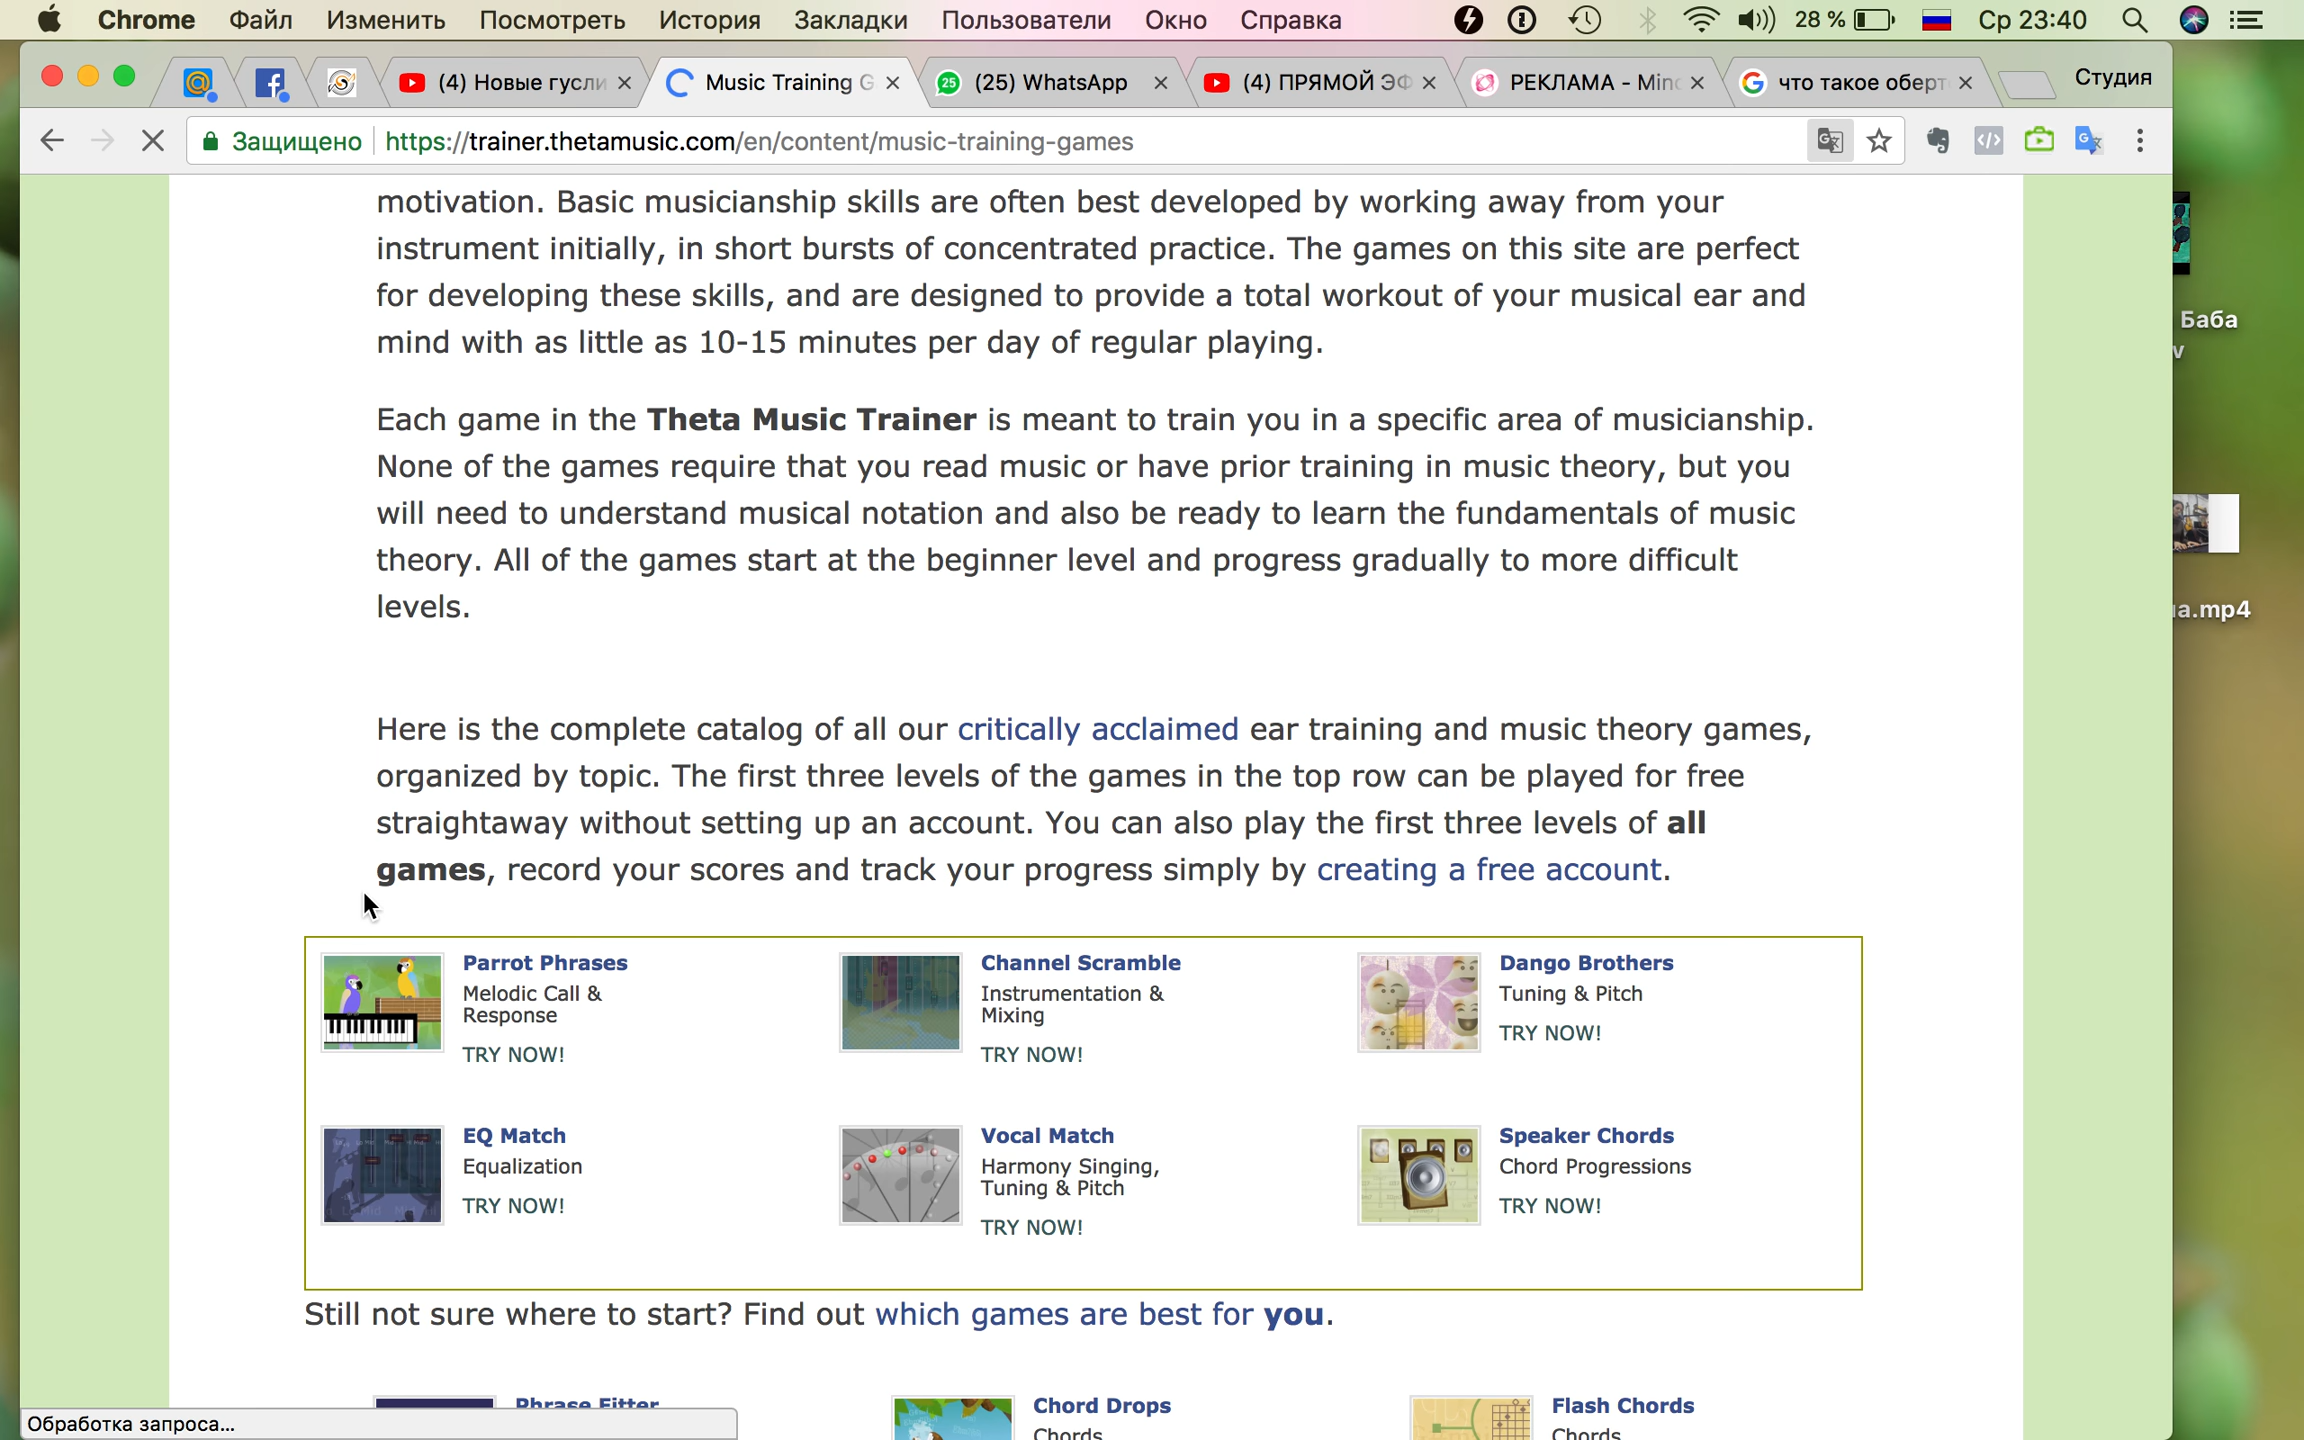 Chrome Файл Изменить Посмотреть История Закладки Пользователи Окно Справка 28 % Ср 23:40
(4) Новые гусли Music Training G (25) WhatsApp (4) ПРЯМОЙ ЭФ РЕКЛАМА - Mind что такое оберт Студия
Защищено https://trainer.thetamusic.com/en/content/music-training-games
motivation. Basic musicianship skills are often best developed by working away from your
instrument initially, in short bursts of concentrated practice. The games on this site are perfect
for developing these skills, and are designed to provide a total workout of your musical ear and
mind with as little as 10-15 minutes per day of regular playing.
Each game in the Theta Music Trainer is meant to train you in a specific area of musicianship.
None of the games require that you read music or have prior training in music theory, but you
will need to understand musical notation and also be ready to learn the fundamentals of music
theory. All of the games start at the beginner level and progress gradually to more difficult
levels.
Here is the complete catalog of all our critically acclaimed ear training and music theory games,
organized by topic. The first three levels of the games in the top row can be played for free
straightaway without setting up an account. You can also play the first three levels of all
games, record your scores and track your progress simply by creating a free account.
Parrot Phrases
Melodic Call &
Response
TRY NOW!
Channel Scramble
Instrumentation &
Mixing
TRY NOW!
Dango Brothers
Tuning & Pitch
TRY NOW!
EQ Match
Equalization
TRY NOW!
Vocal Match
Harmony Singing,
Tuning & Pitch
TRY NOW!
Speaker Chords
Chord Progressions
TRY NOW!
Still not sure where to start? Find out which games are best for you.
Phrase Fitter
Chord Drops
Chords
Flash Chords
Chords
Обработка запроса...
Баба
v
ua.mp4